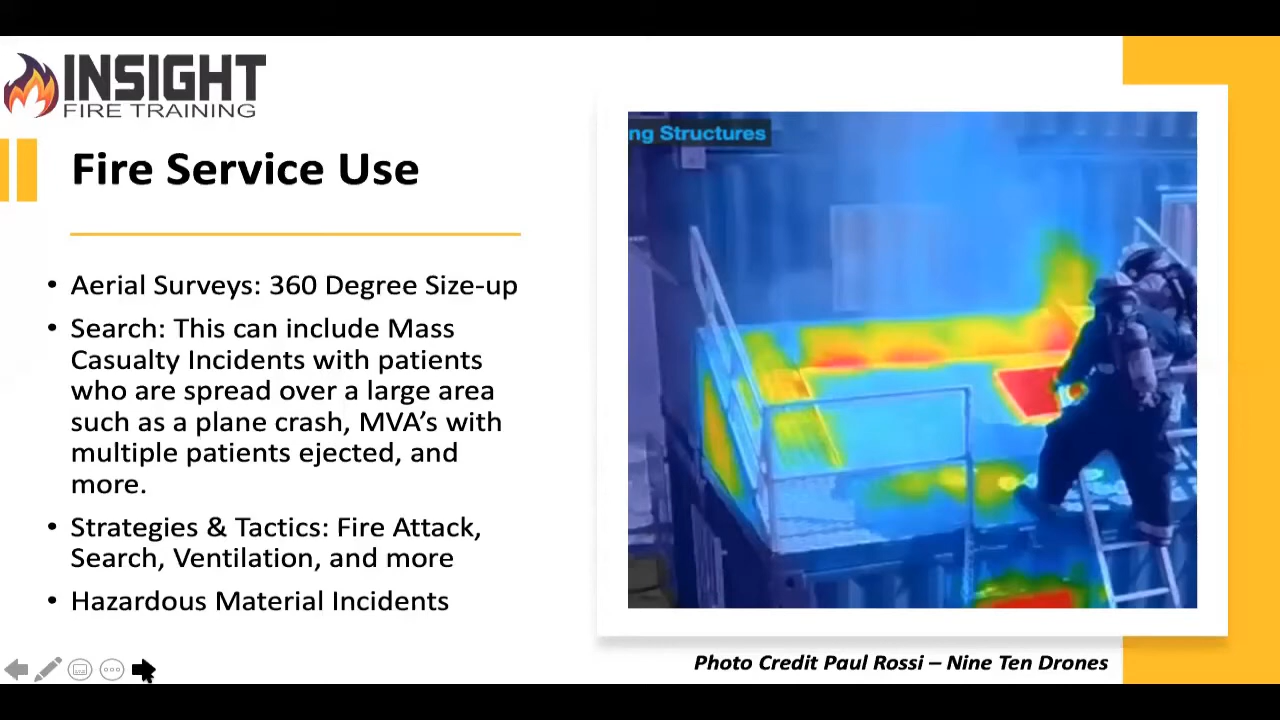 INSIGHT
FIRE TRAINING
Fire Service Use
• Aerial Surveys: 360 Degree Size-up
• Search: This can include Mass
Casualty Incidents with patients
who are spread over a large area
such as a plane crash, MVA’s with
multiple patients ejected, and
more.
• Strategies & Tactics: Fire Attack,
Search, Ventilation, and more
• Hazardous Material Incidents
ng Structures
Photo Credit Paul Rossi – Nine Ten Drones